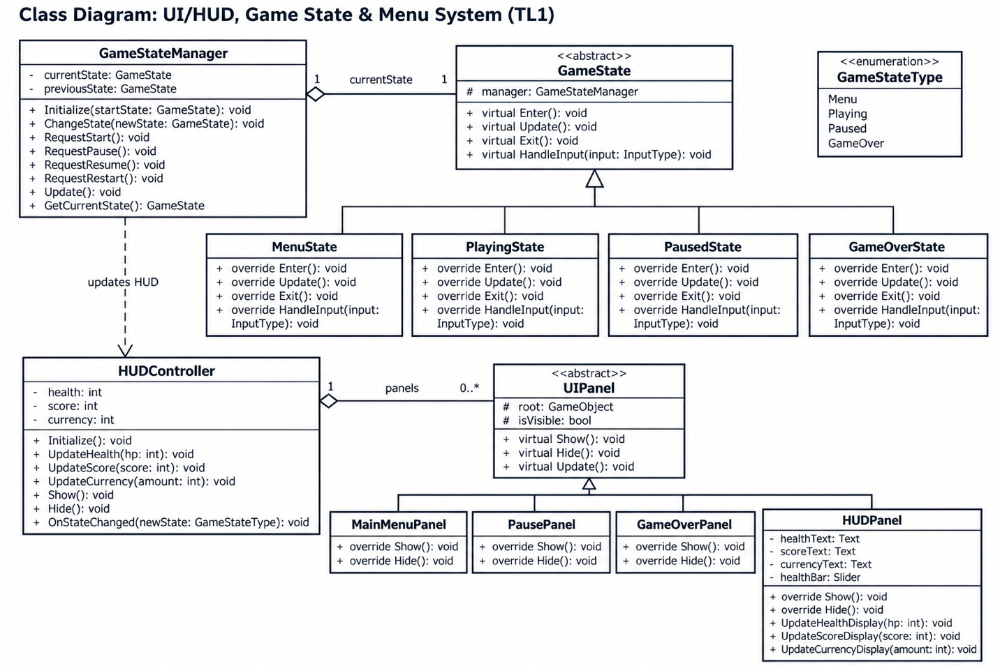 Class Diagram: UI/HUD, Game State & Menu System (TL1)
GameStateManager
- currentState: GameState
- previousState: GameState
+ Initialize(startState: GameState): void
+ ChangeState(newState: GameState): void
+ RequestStart(): void
+ RequestPause(): void
+ RequestResume(): void
+ RequestRestart(): void
+ Update(): void
+ GetCurrentState(): GameState
1 currentState 1
<<abstract>>
GameState
# manager: GameStateManager
+ virtual Enter(): void
+ virtual Update(): void
+ virtual Exit(): void
+ virtual HandleInput(input: InputType): void
<<enumeration>>
GameStateType
Menu
Playing
Paused
GameOver
MenuState
+ override Enter(): void
+ override Update(): void
+ override Exit(): void
+ override HandleInput(input:
InputType): void
PlayingState
+ override Enter(): void
+ override Update(): void
+ override Exit(): void
+ override HandleInput(input:
InputType): void
PausedState
+ override Enter(): void
+ override Update(): void
+ override Exit(): void
+ override HandleInput(input:
InputType): void
GameOverState
+ override Enter(): void
+ override Update(): void
+ override Exit(): void
+ override HandleInput(input:
InputType): void
updates HUD
HUDController
- health: int
- score: int
- currency: int
+ Initialize(): void
+ UpdateHealth(hp: int): void
+ UpdateScore(score: int): void
+ UpdateCurrency(amount: int): void
+ Show(): void
+ Hide(): void
+ OnStateChanged(newState: GameStateType): void
1 panels 0..*
<<abstract>>
UIPanel
# root: GameObject
# isVisible: bool
+ virtual Show(): void
+ virtual Hide(): void
+ virtual Update(): void
MainMenuPanel
+ override Show(): void
+ override Hide(): void
PausePanel
+ override Show(): void
+ override Hide(): void
GameOverPanel
+ override Show(): void
+ override Hide(): void
HUDPanel
- healthText: Text
- scoreText: Text
- currencyText: Text
- healthBar: Slider
+ override Show(): void
+ override Hide(): void
+ UpdateHealthDisplay(hp: int): void
+ UpdateScoreDisplay(score: int): void
+ UpdateCurrencyDisplay(amount: int): void